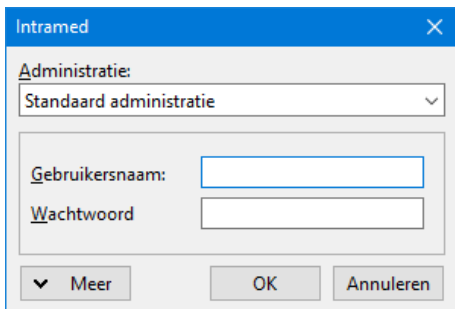 Intramed
Administratie:
Standaard administratie
Gebruikersnaam:
Wachtwoord
Meer OK Annuleren